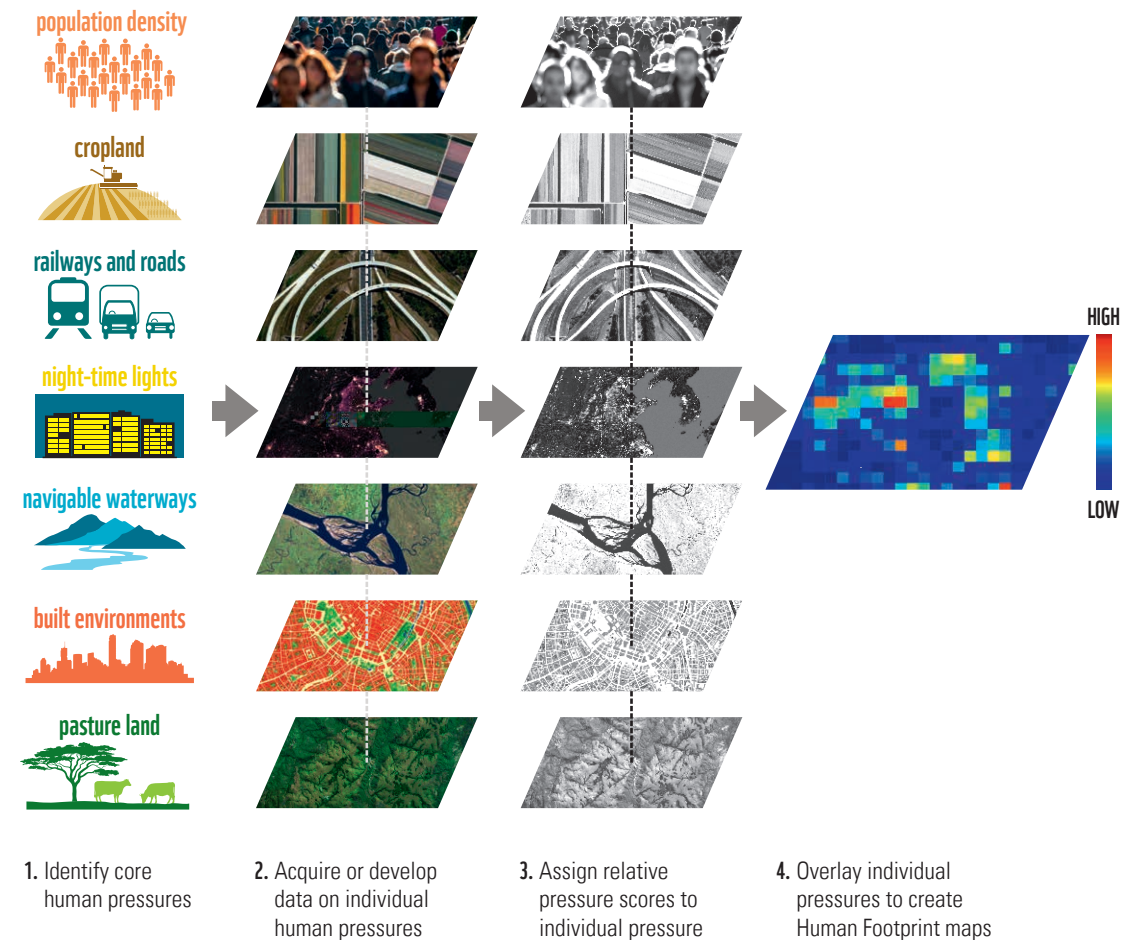 population density
cropland
railways and roads
night-time lights
navigable waterways
built environments
pasture land
HIGH
LOW
1. Identify core
human pressures
2. Acquire or develop
data on individual
human pressures
3. Assign relative
pressure scores to
individual pressure
4. Overlay individual
pressures to create
Human Footprint maps